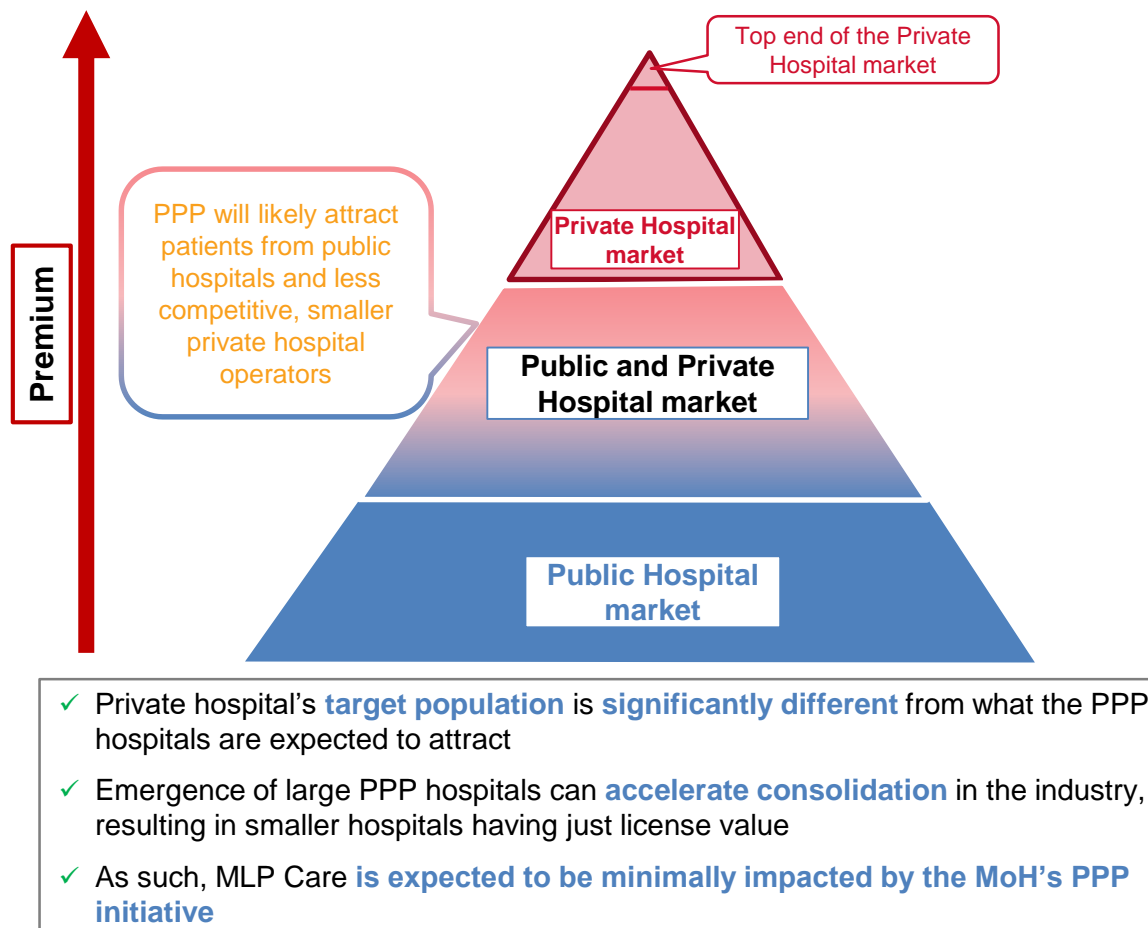 Top end of the Private
Hospital market
PPP will likely attract
patients from public
hospitals and less
competitive, smaller
private hospital
operators
Premium
Private Hospital
market
Public and Private
Hospital market
Public Hospital
market
✓ Private hospital's target population is significantly different from what the PPP
hospitals are expected to attract
✓ Emergence of large PPP hospitals can accelerate consolidation in the industry,
resulting in smaller hospitals having just license value
✓ As such, MLP Care is expected to be minimally impacted by the MoH's PPP
initiative